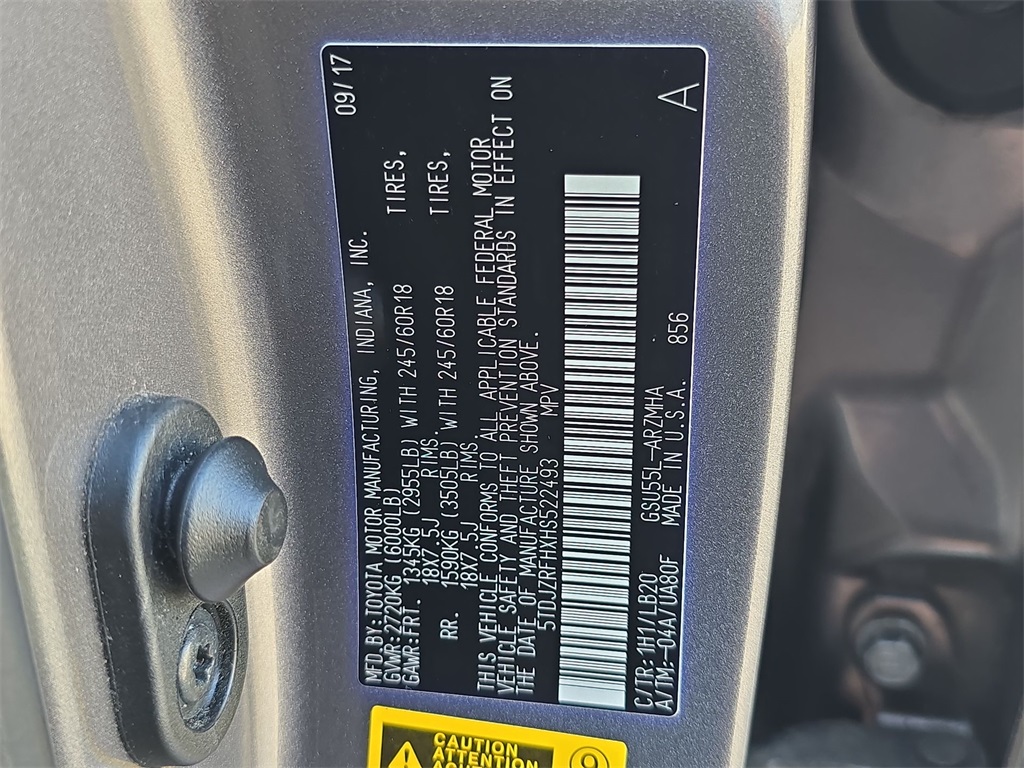 MFD.BY:TOYOTA MOTOR MANUFACTURING, INDIANA, INC. 09/17
GVWR:2720KG (6000LB)
GAWR:FRT. 1345KG (2955LB) WITH 245/60R18 TIRES,
18X7.5J RIMS
RR. 1590KG (3505LB) WITH 245/60R18 TIRES,
18X7.5J RIMS
THIS VEHICLE CONFORMS TO ALL APPLICABLE FEDERAL MOTOR
VEHICLE SAFETY AND THEFT PREVENTION STANDARDS IN EFFECT ON
THE DATE OF MANUFACTURE SHOWN ABOVE.
5TDJZRFHXHS522493 MPV
C/TR:1H1/LB20 GSU55L-ARZMHA 856
A/TM:-04A/UA80F MADE IN U.S.A. A
CAUTION
ATTENTION